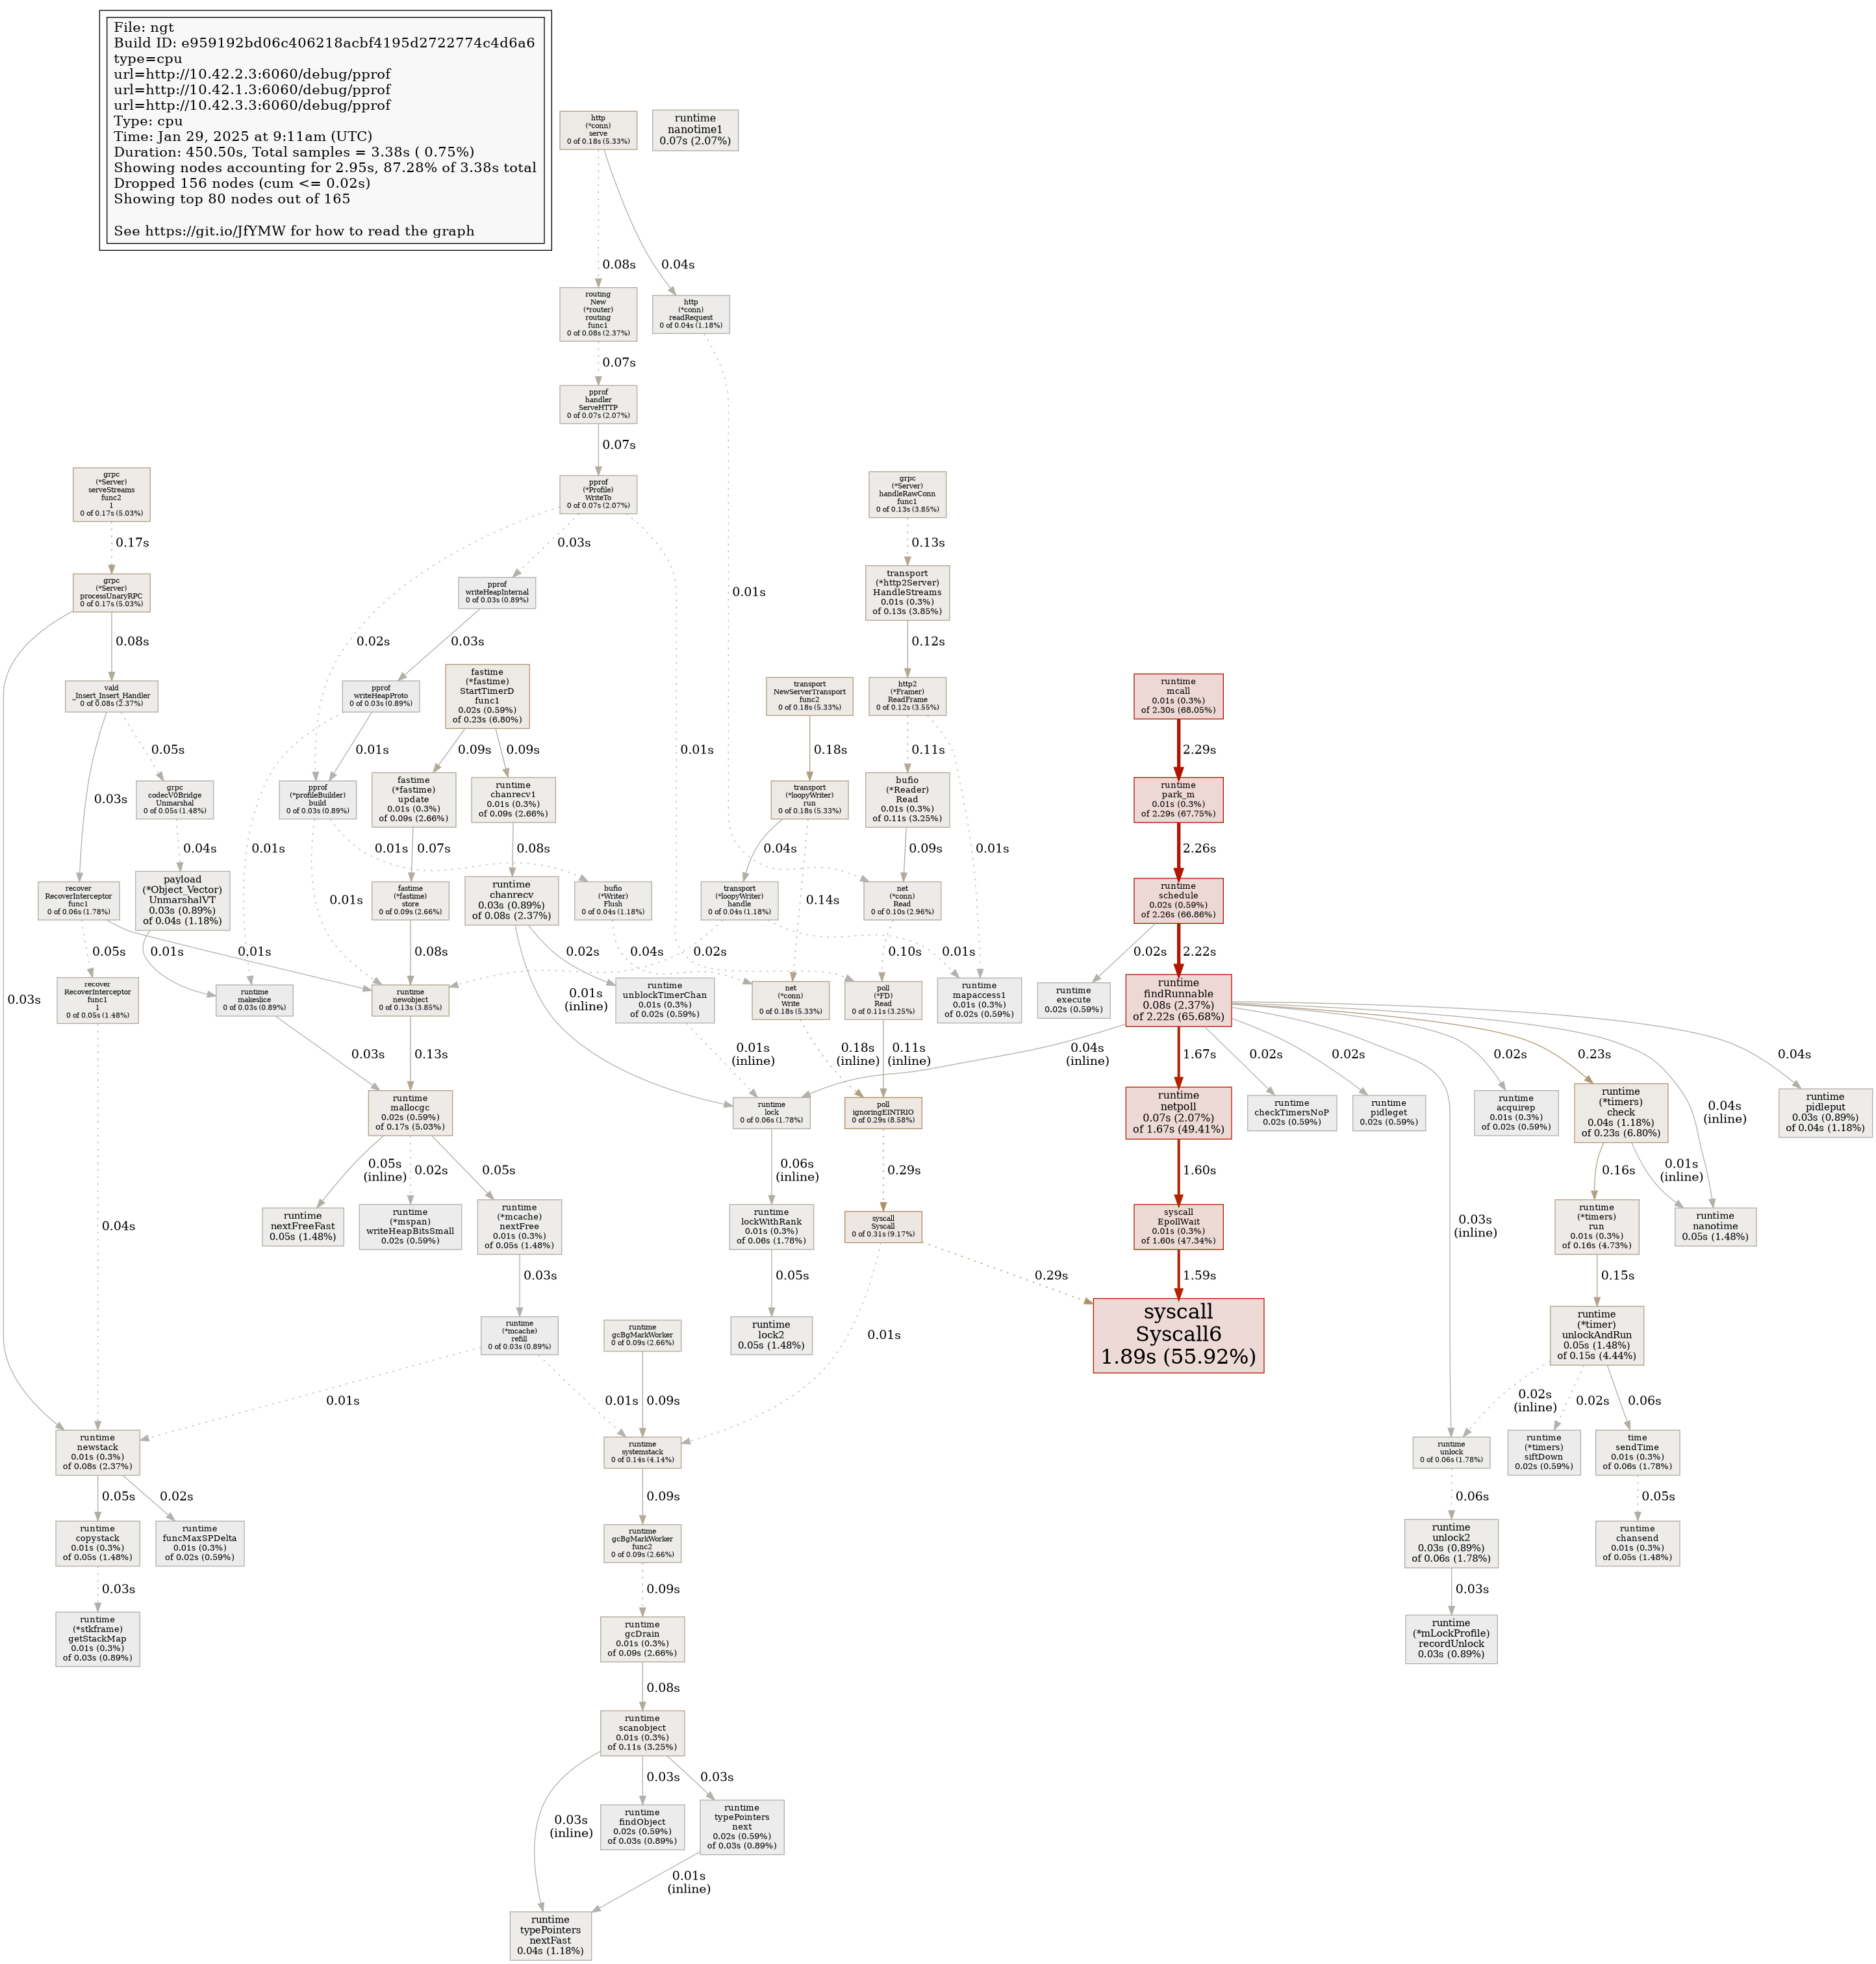 File: ngt
Build ID: e959192bd06c406218acbf4195d2722774c4d6a6
type=cpu
url=http://10.42.2.3:6060/debug/pprof
url=http://10.42.1.3:6060/debug/pprof
url=http://10.42.3.3:6060/debug/pprof
Type: cpu
Time: Jan 29, 2025 at 9:11am (UTC)
Duration: 450.50s, Total samples = 3.38s ( 0.75%)
Showing nodes accounting for 2.95s, 87.28% of 3.38s total
Dropped 156 nodes (cum <= 0.02s)
Showing top 80 nodes out of 165
See https://git.io/JfYMW for how to read the graph
http
(*conn)
serve
0 of 0.18s (5.33%)
runtime
nanotime1
0.07s (2.07%)
0.08s
0.04s
routing
New
(*router)
routing
func1
0 of 0.08s (2.37%)
http
(*conn)
readRequest
0 of 0.04s (1.18%)
0.07s
pprof
handler
ServeHTTP
0 of 0.07s (2.07%)
0.07s
pprof
(*Profile)
WriteTo
0 of 0.07s (2.07%)
grpc
(*Server)
serveStreams
func2
1
0 of 0.17s (5.03%)
grpc
(*Server)
handleRawConn
func1
0 of 0.13s (3.85%)
0.17s
0.03s
0.13s
grpc
(*Server)
processUnaryRPC
0 of 0.17s (5.03%)
pprof
writeHeapInternal
0 of 0.03s (0.89%)
0.01s
transport
(*http2Server)
HandleStreams
0.01s (0.3%)
of 0.13s (3.85%)
0.08s
0.02s
0.03s
0.12s
vald
_Insert_Insert_Handler
0 of 0.08s (2.37%)
pprof
writeHeapProto
0 of 0.03s (0.89%)
fastime
(*fastime)
StartTimerD
func1
0.02s (0.59%)
of 0.23s (6.80%)
transport
NewServerTransport
func2
0 of 0.18s (5.33%)
http2
(*Framer)
ReadFrame
0 of 0.12s (3.55%)
runtime
mcall
0.01s (0.3%)
of 2.30s (68.05%)
0.05s
0.01s
0.09s
0.09s
0.01s
0.18s
0.11s
2.29s
0.03s
grpc
codecV0Bridge
Unmarshal
0 of 0.05s (1.48%)
pprof
(*profileBuilder)
build
0 of 0.03s (0.89%)
fastime
(*fastime)
update
0.01s (0.3%)
of 0.09s (2.66%)
runtime
chanrecv1
0.01s (0.3%)
of 0.09s (2.66%)
transport
(*loopyWriter)
run
0 of 0.18s (5.33%)
bufio
(*Reader)
Read
0.01s (0.3%)
of 0.11s (3.25%)
runtime
park_m
0.01s (0.3%)
of 2.29s (67.75%)
0.04s
0.01s
0.01s
0.07s
0.08s
0.04s
0.09s
0.01s
2.26s
recover
RecoverInterceptor
func1
0 of 0.06s (1.78%)
payload
(*Object_Vector)
UnmarshalVT
0.03s (0.89%)
of 0.04s (1.18%)
0.01s
fastime
(*fastime)
store
0 of 0.09s (2.66%)
runtime
chanrecv
0.03s (0.89%)
of 0.08s (2.37%)
bufio
(*Writer)
Flush
0 of 0.04s (1.18%)
transport
(*loopyWriter)
handle
0 of 0.04s (1.18%)
0.14s
net
(*conn)
Read
0 of 0.10s (2.96%)
runtime
schedule
0.02s (0.59%)
of 2.26s (66.86%)
0.05s
0.01s
0.01s
0.08s
0.02s
0.04s
0.02s
0.10s
0.01s
0.02s
2.22s
0.03s
recover
RecoverInterceptor
func1
1
0 of 0.05s (1.48%)
runtime
makeslice
0 of 0.03s (0.89%)
runtime
newobject
0 of 0.13s (3.85%)
0.01s
(inline)
runtime
unblockTimerChan
0.01s (0.3%)
of 0.02s (0.59%)
net
(*conn)
Write
0 of 0.18s (5.33%)
poll
(*FD)
Read
0 of 0.11s (3.25%)
runtime
mapaccess1
0.01s (0.3%)
of 0.02s (0.59%)
runtime
execute
0.02s (0.59%)
runtime
findRunnable
0.08s (2.37%)
of 2.22s (65.68%)
0.03s
0.13s
0.01s
(inline)
0.18s
(inline)
0.11s
(inline)
0.04s
(inline)
1.67s
0.02s
0.02s
0.02s
0.23s
0.04s
runtime
mallocgc
0.02s (0.59%)
of 0.17s (5.03%)
runtime
lock
0 of 0.06s (1.78%)
poll
ignoringEINTRIO
0 of 0.29s (8.58%)
runtime
netpoll
0.07s (2.07%)
of 1.67s (49.41%)
runtime
checkTimersNoP
0.02s (0.59%)
runtime
pidleget
0.02s (0.59%)
runtime
acquirep
0.01s (0.3%)
of 0.02s (0.59%)
runtime
(*timers)
check
0.04s (1.18%)
of 0.23s (6.80%)
0.04s
(inline)
runtime
pidleput
0.03s (0.89%)
of 0.04s (1.18%)
0.05s
(inline)
0.02s
0.05s
0.06s
(inline)
0.29s
1.60s
0.16s
0.01s
(inline)
0.04s
runtime
nextFreeFast
0.05s (1.48%)
runtime
(*mspan)
writeHeapBitsSmall
0.02s (0.59%)
runtime
(*mcache)
nextFree
0.01s (0.3%)
of 0.05s (1.48%)
runtime
lockWithRank
0.01s (0.3%)
of 0.06s (1.78%)
syscall
Syscall
0 of 0.31s (9.17%)
syscall
EpollWait
0.01s (0.3%)
of 1.60s (47.34%)
0.03s
(inline)
runtime
(*timers)
run
0.01s (0.3%)
of 0.16s (4.73%)
runtime
nanotime
0.05s (1.48%)
0.03s
0.05s
0.29s
1.59s
0.15s
runtime
(*mcache)
refill
0 of 0.03s (0.89%)
runtime
gcBgMarkWorker
0 of 0.09s (2.66%)
runtime
lock2
0.05s (1.48%)
0.01s
syscall
Syscall6
1.89s (55.92%)
runtime
(*timer)
unlockAndRun
0.05s (1.48%)
of 0.15s (4.44%)
0.01s
0.01s
0.09s
0.02s
(inline)
0.02s
0.06s
runtime
newstack
0.01s (0.3%)
of 0.08s (2.37%)
runtime
systemstack
0 of 0.14s (4.14%)
runtime
unlock
0 of 0.06s (1.78%)
runtime
(*timers)
siftDown
0.02s (0.59%)
time
sendTime
0.01s (0.3%)
of 0.06s (1.78%)
0.05s
0.02s
0.09s
0.06s
0.05s
runtime
copystack
0.01s (0.3%)
of 0.05s (1.48%)
runtime
funcMaxSPDelta
0.01s (0.3%)
of 0.02s (0.59%)
runtime
gcBgMarkWorker
func2
0 of 0.09s (2.66%)
runtime
unlock2
0.03s (0.89%)
of 0.06s (1.78%)
runtime
chansend
0.01s (0.3%)
of 0.05s (1.48%)
0.03s
0.09s
0.03s
runtime
(*stkframe)
getStackMap
0.01s (0.3%)
of 0.03s (0.89%)
runtime
gcDrain
0.01s (0.3%)
of 0.09s (2.66%)
runtime
(*mLockProfile)
recordUnlock
0.03s (0.89%)
0.08s
runtime
scanobject
0.01s (0.3%)
of 0.11s (3.25%)
0.03s
(inline)
0.03s
0.03s
runtime
findObject
0.02s (0.59%)
of 0.03s (0.89%)
runtime
typePointers
next
0.02s (0.59%)
of 0.03s (0.89%)
0.01s
(inline)
runtime
typePointers
nextFast
0.04s (1.18%)